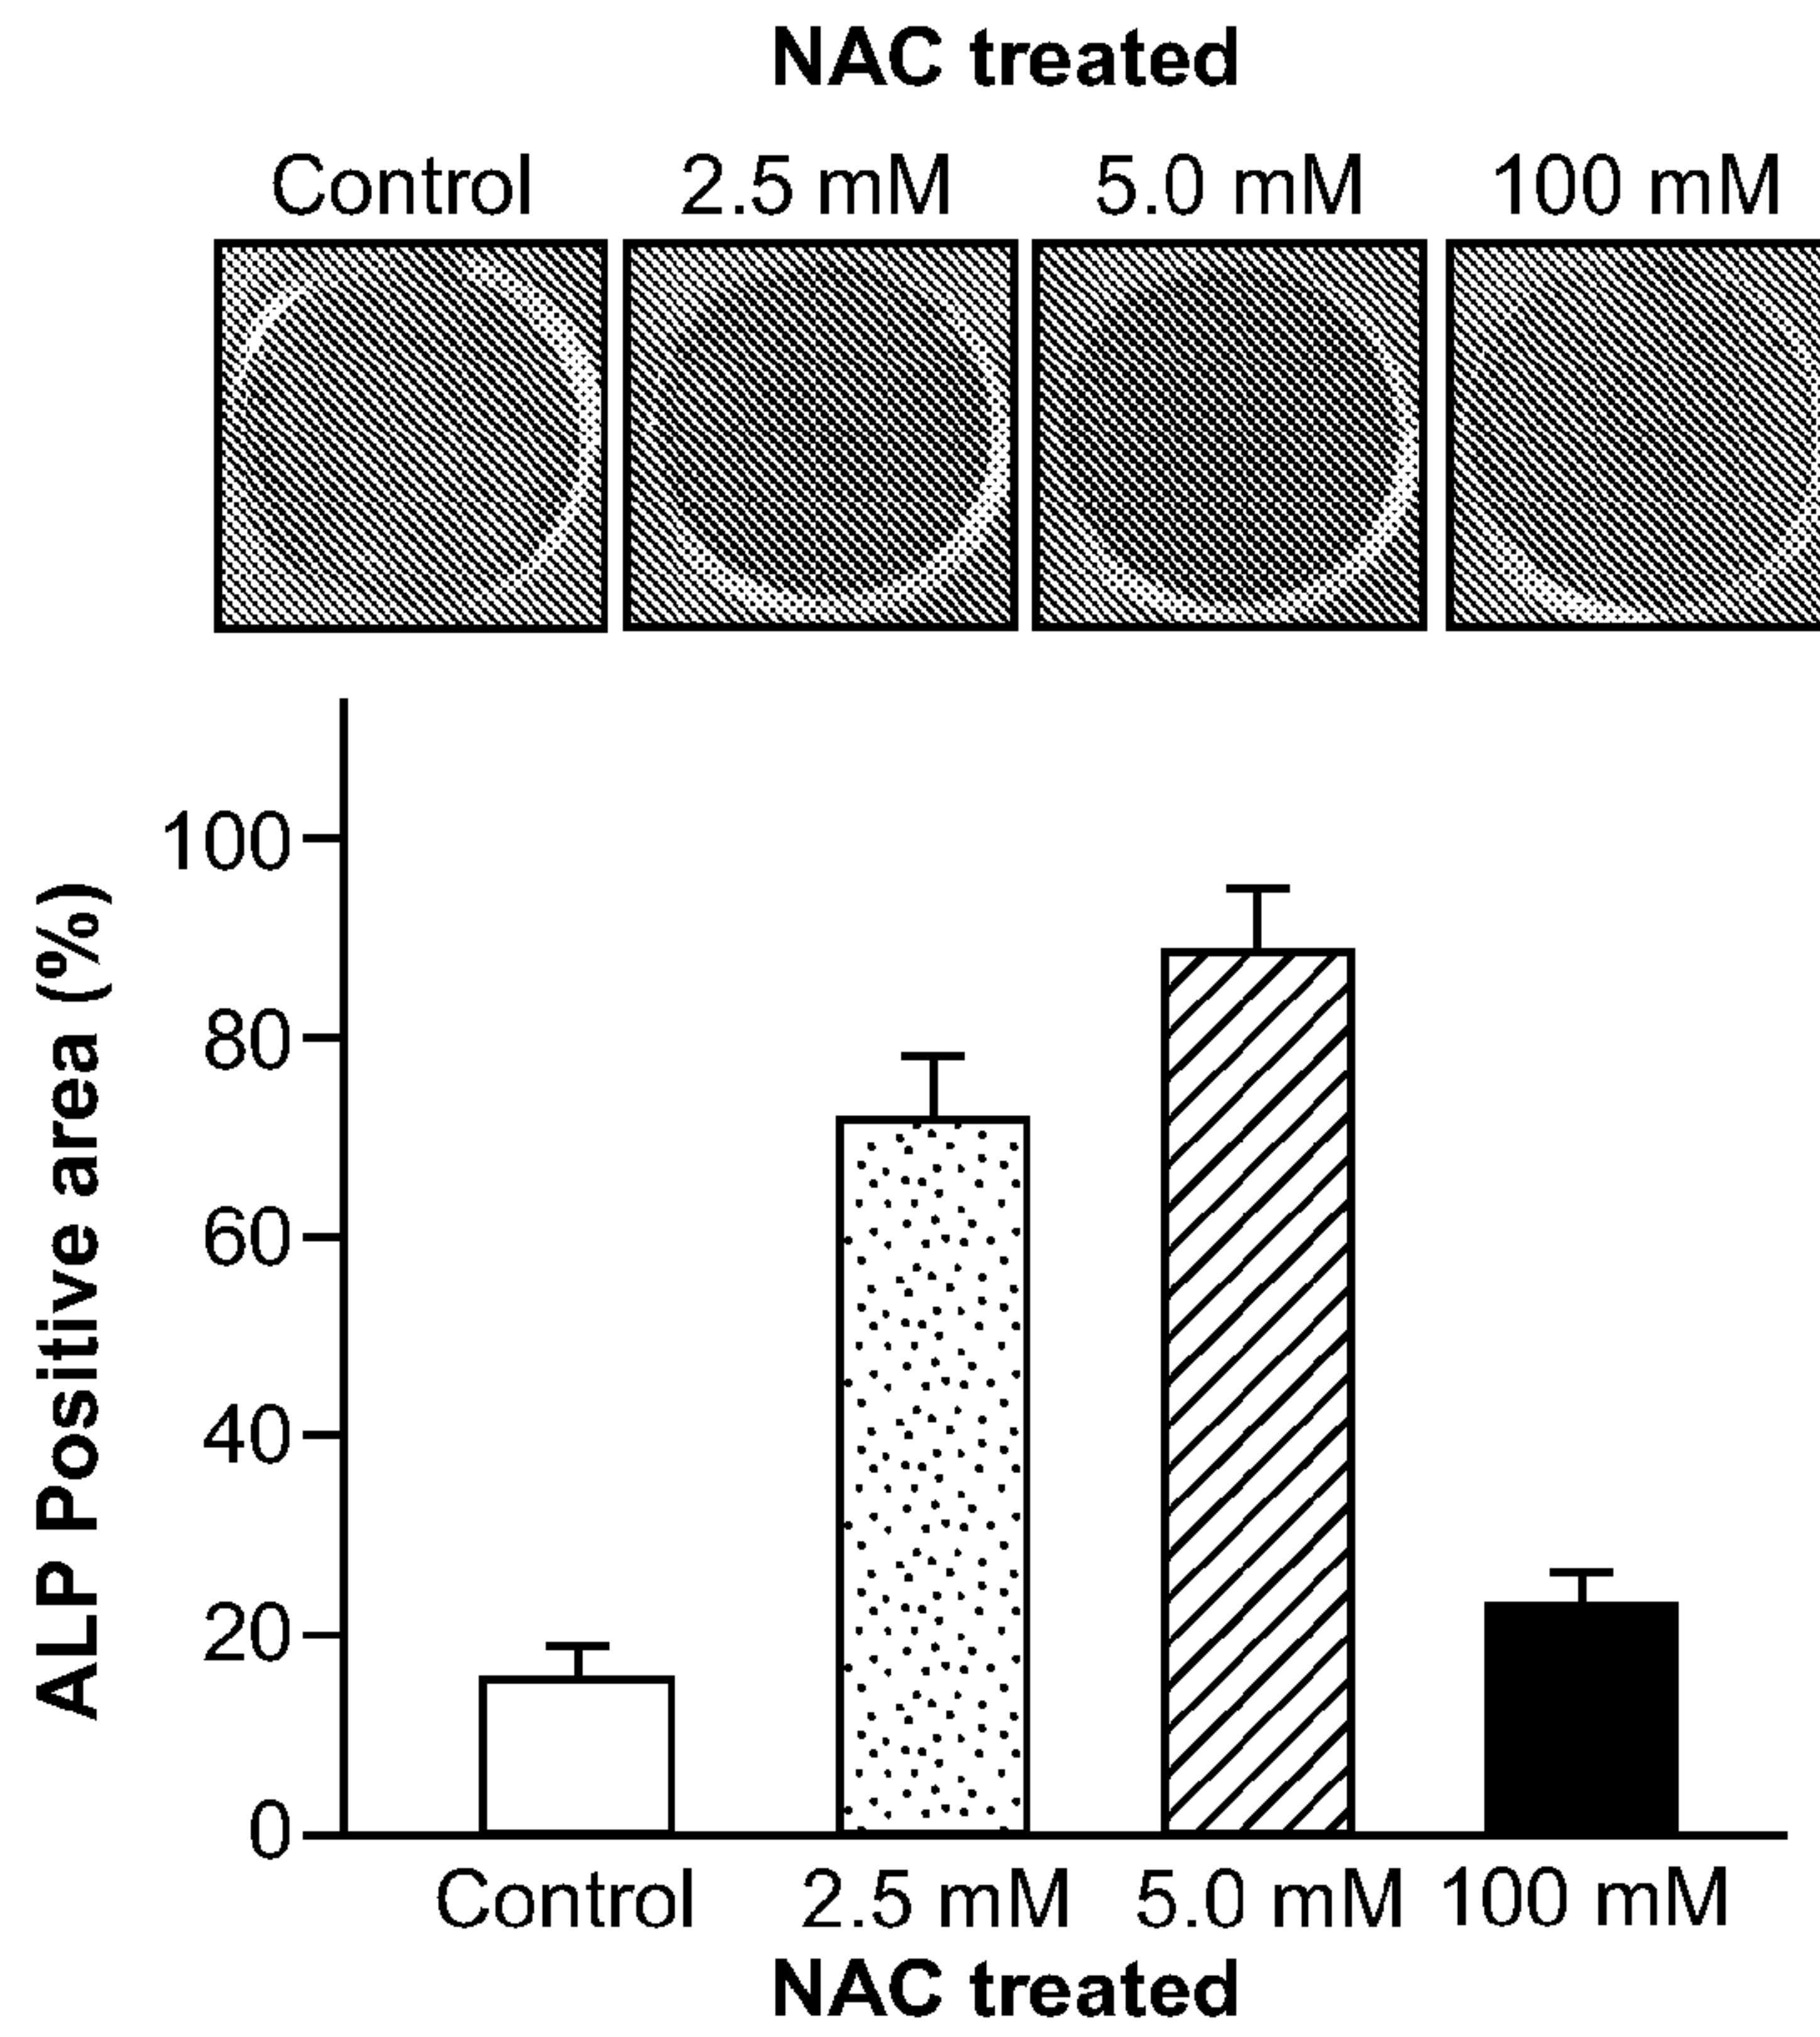 NAC treated
Control 2.5 mM 5.0 mM 100 mM
ALP Positive area (%)
100
80
60
40
20
0
Control 2.5 mM 5.0 mM 100 mM
NAC treated